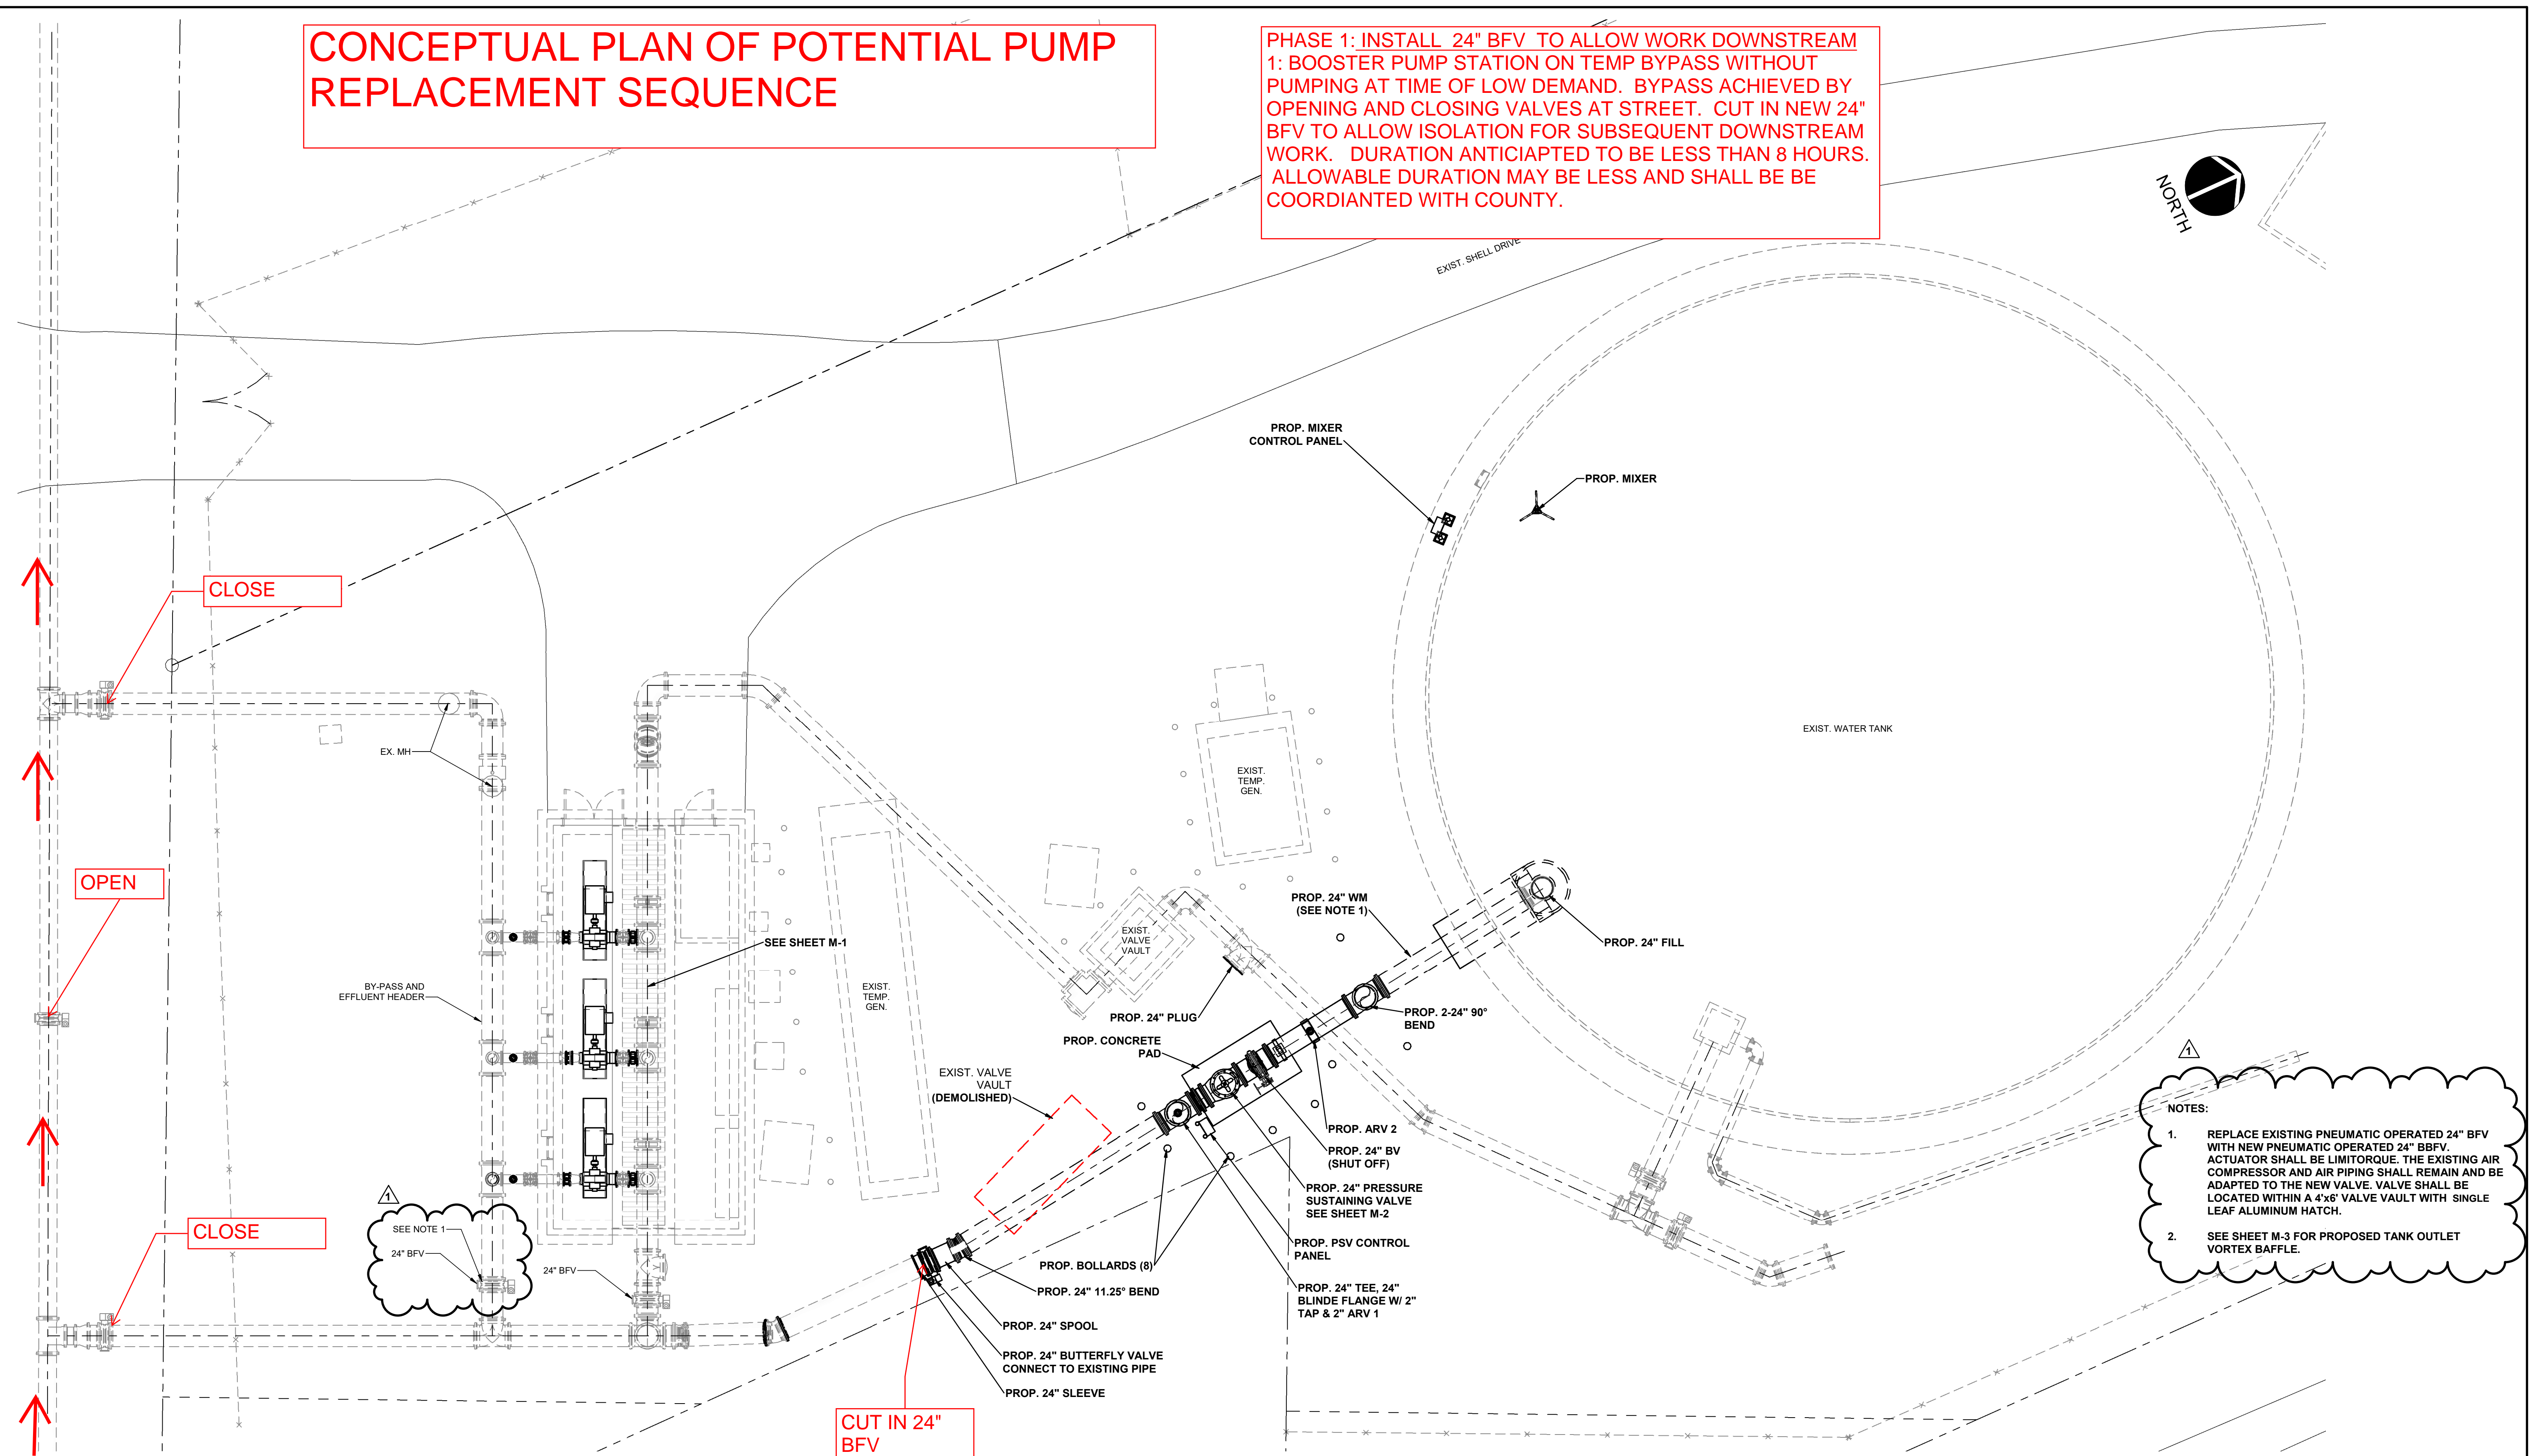 CONCEPTUAL PLAN OF POTENTIAL PUMP
REPLACEMENT SEQUENCE
PHASE 1: INSTALL 24" BFV TO ALLOW WORK DOWNSTREAM
1: BOOSTER PUMP STATION ON TEMP BYPASS WITHOUT
PUMPING AT TIME OF LOW DEMAND. BYPASS ACHIEVED BY
OPENING AND CLOSING VALVES AT STREET. CUT IN NEW 24"
BFV TO ALLOW ISOLATION FOR SUBSEQUENT DOWNSTREAM
WORK. DURATION ANTICIAPTED TO BE LESS THAN 8 HOURS.
ALLOWABLE DURATION MAY BE LESS AND SHALL BE BE
COORDIANTED WITH COUNTY.
NORTH
EXIST. SHELL DRIVE
PROP. MIXER
CONTROL PANEL
PROP. MIXER
CLOSE
EX. MH
EXIST. WATER TANK
EXIST.
TEMP.
GEN.
OPEN
PROP. 24" WM
(SEE NOTE 1)
EXIST.
VALVE
VAULT
SEE SHEET M-1
PROP. 24" FILL
BY-PASS AND
EFFLUENT HEADER
EXIST.
TEMP.
GEN.
PROP. 24" PLUG
PROP. 2-24" 90°
BEND
PROP. CONCRETE
PAD
EXIST. VALVE
VAULT
(DEMOLISHED)
PROP. ARV 2
PROP. 24" BV
(SHUT OFF)
PROP. 24" PRESSURE
SUSTAINING VALVE
SEE SHEET M-2
PROP. PSV CONTROL
PANEL
PROP. BOLLARDS (8)
PROP. 24" TEE, 24"
BLINDE FLANGE W/ 2"
TAP & 2" ARV 1
PROP. 24" 11.25° BEND
PROP. 24" SPOOL
PROP. 24" BUTTERFLY VALVE
CONNECT TO EXISTING PIPE
PROP. 24" SLEEVE
1
SEE NOTE 1
24" BFV
24" BFV
CLOSE
CUT IN 24"
BFV
1
NOTES:
1. REPLACE EXISTING PNEUMATIC OPERATED 24" BFV
WITH NEW PNEUMATIC OPERATED 24" BBFV.
ACTUATOR SHALL BE LIMITORQUE. THE EXISTING AIR
COMPRESSOR AND AIR PIPING SHALL REMAIN AND BE
ADAPTED TO THE NEW VALVE. VALVE SHALL BE
LOCATED WITHIN A 4'x6' VALVE VAULT WITH SINGLE
LEAF ALUMINUM HATCH.
2. SEE SHEET M-3 FOR PROPOSED TANK OUTLET
VORTEX BAFFLE.